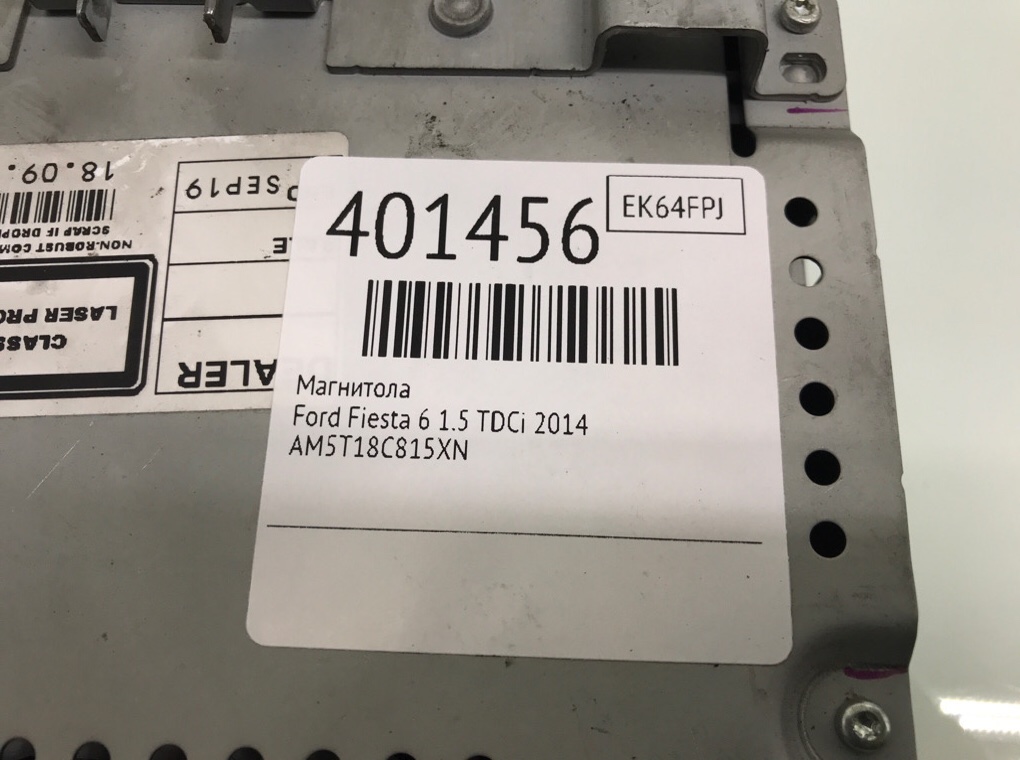 401456
EK64FPJ
Магнитола
Ford Fiesta 6 1.5 TDCi 2014
AM5T18C815XN
SEP19
18.09.
SCRAP IF DROP
NON-ROBUST COM
LASER PRO
CLASS